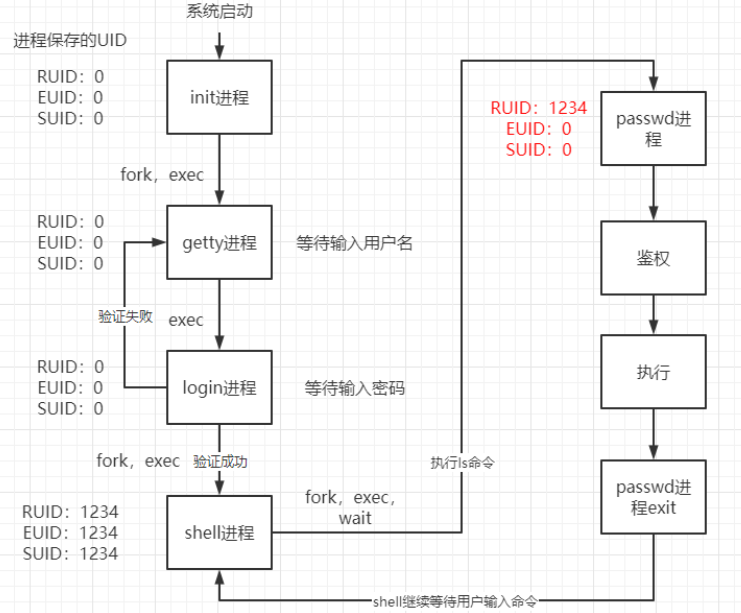 系统启动
进程保存的UID
RUID：0
EUID：0
SUID：0
init进程
fork，exec
RUID：0
EUID：0
SUID：0
getty进程
等待输入用户名
验证失败
exec
RUID：0
EUID：0
SUID：0
login进程
等待输入密码
fork，exec
验证成功
RUID：1234
EUID：1234
SUID：1234
shell进程
fork，exec，
wait
执行ls命令
RUID：1234
EUID：0
SUID：0
passwd进
程
鉴权
执行
passwd进
程exit
shell继续等待用户输入命令